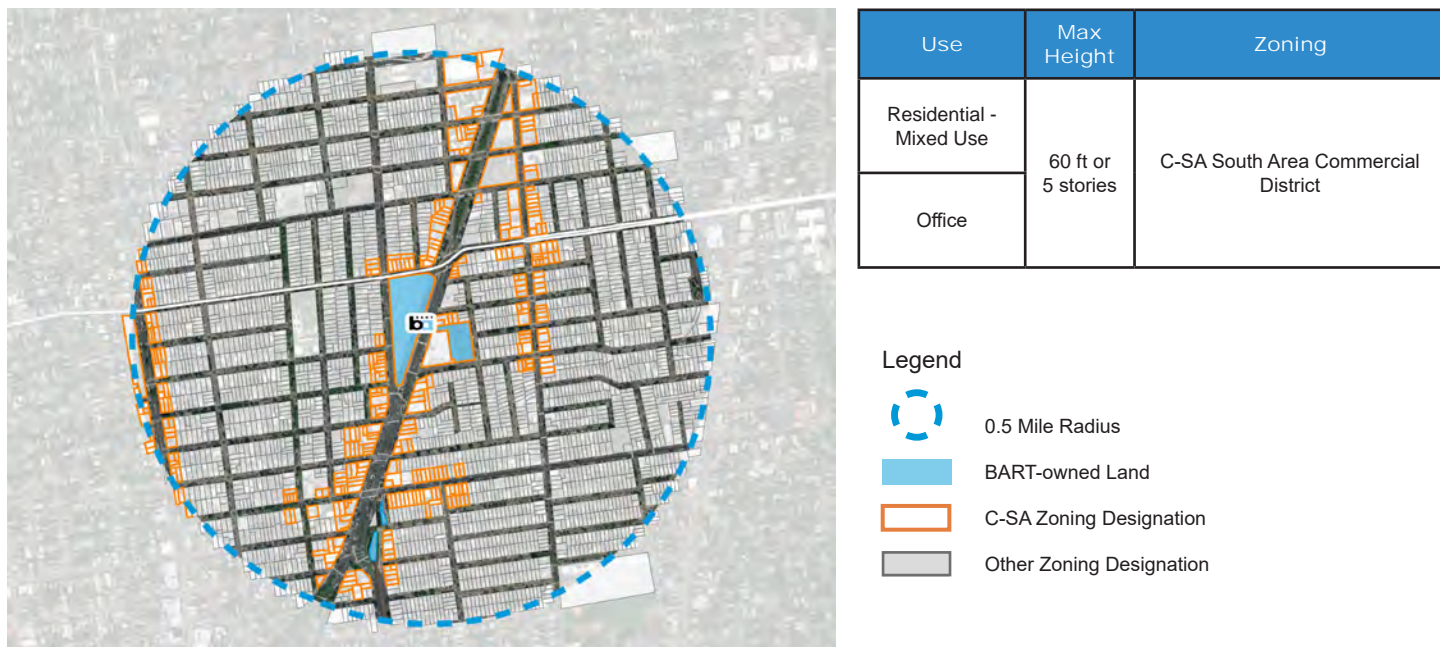 Use
Max
Height
Zoning
Residential -
Mixed Use
60 ft or
5 stories
C-SA South Area Commercial
District
Office
Legend
0.5 Mile Radius
BART-owned Land
C-SA Zoning Designation
Other Zoning Designation
ba